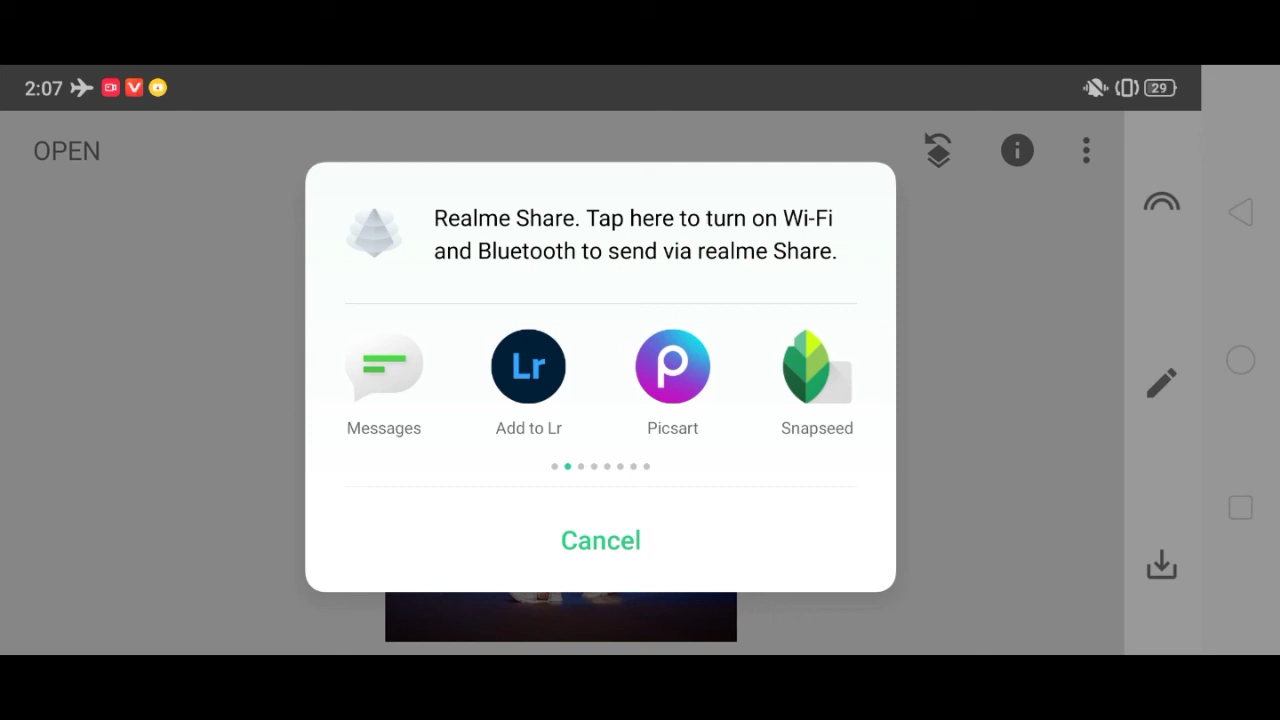 2:07
29
OPEN
Realme Share. Tap here to turn on Wi-Fi
and Bluetooth to send via realme Share.
Lr
Messages
Add to Lr
Picsart
Snapseed
Cancel